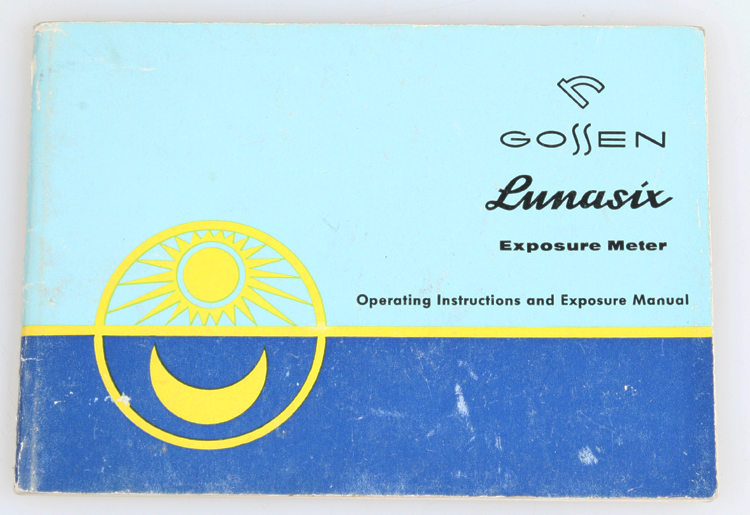 GOSSEN
Lunasix
Exposure Meter
Operating Instructions and Exposure Manual